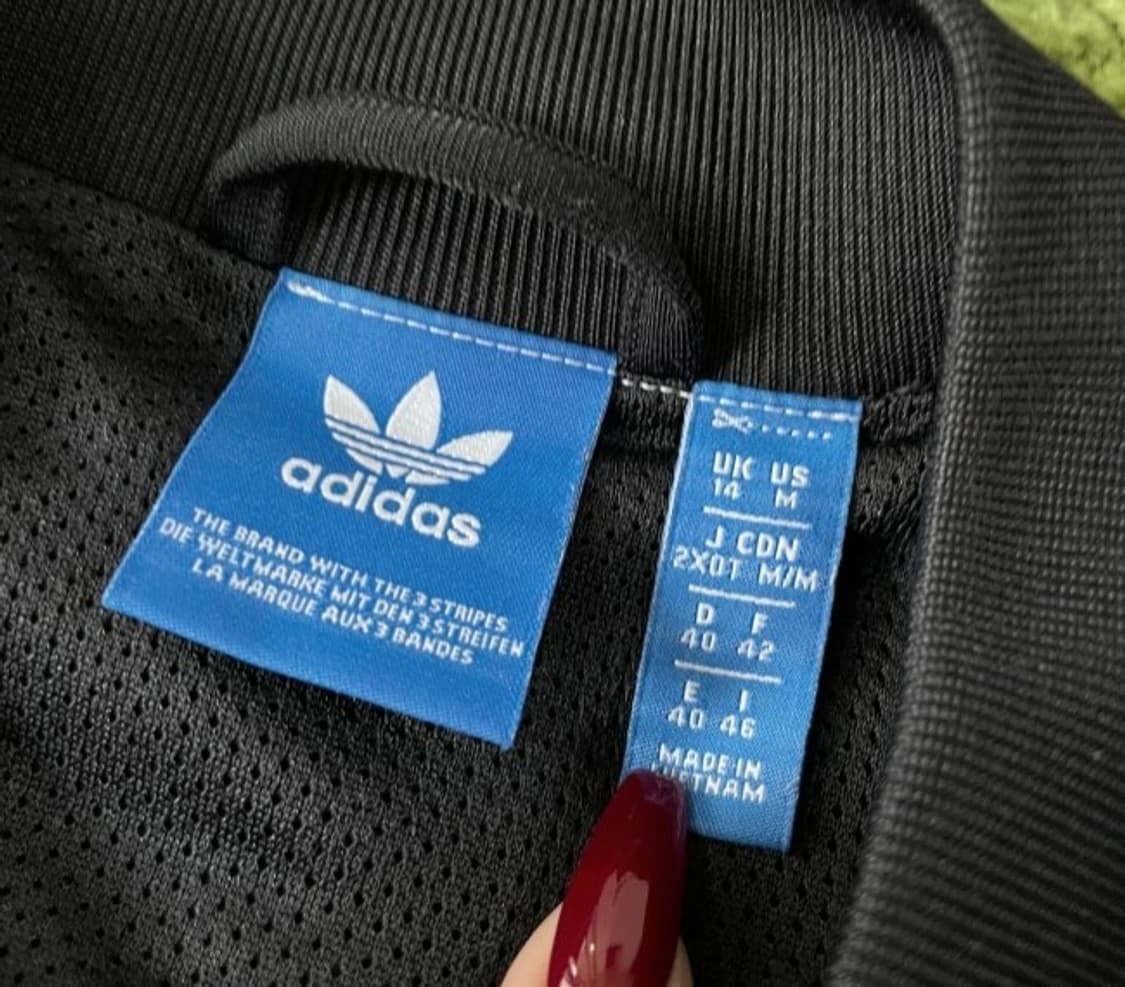 adidas
THE BRAND WITH THE 3 STRIPES
DIE WELTMARKE MIT DEN 3 STREIFEN
LA MARQUE AUX 3 BANDES
UK US
14 M
J CDN
2XOT M/M
D F
40 42
E I
40 46
MADE IN
VIETNAM